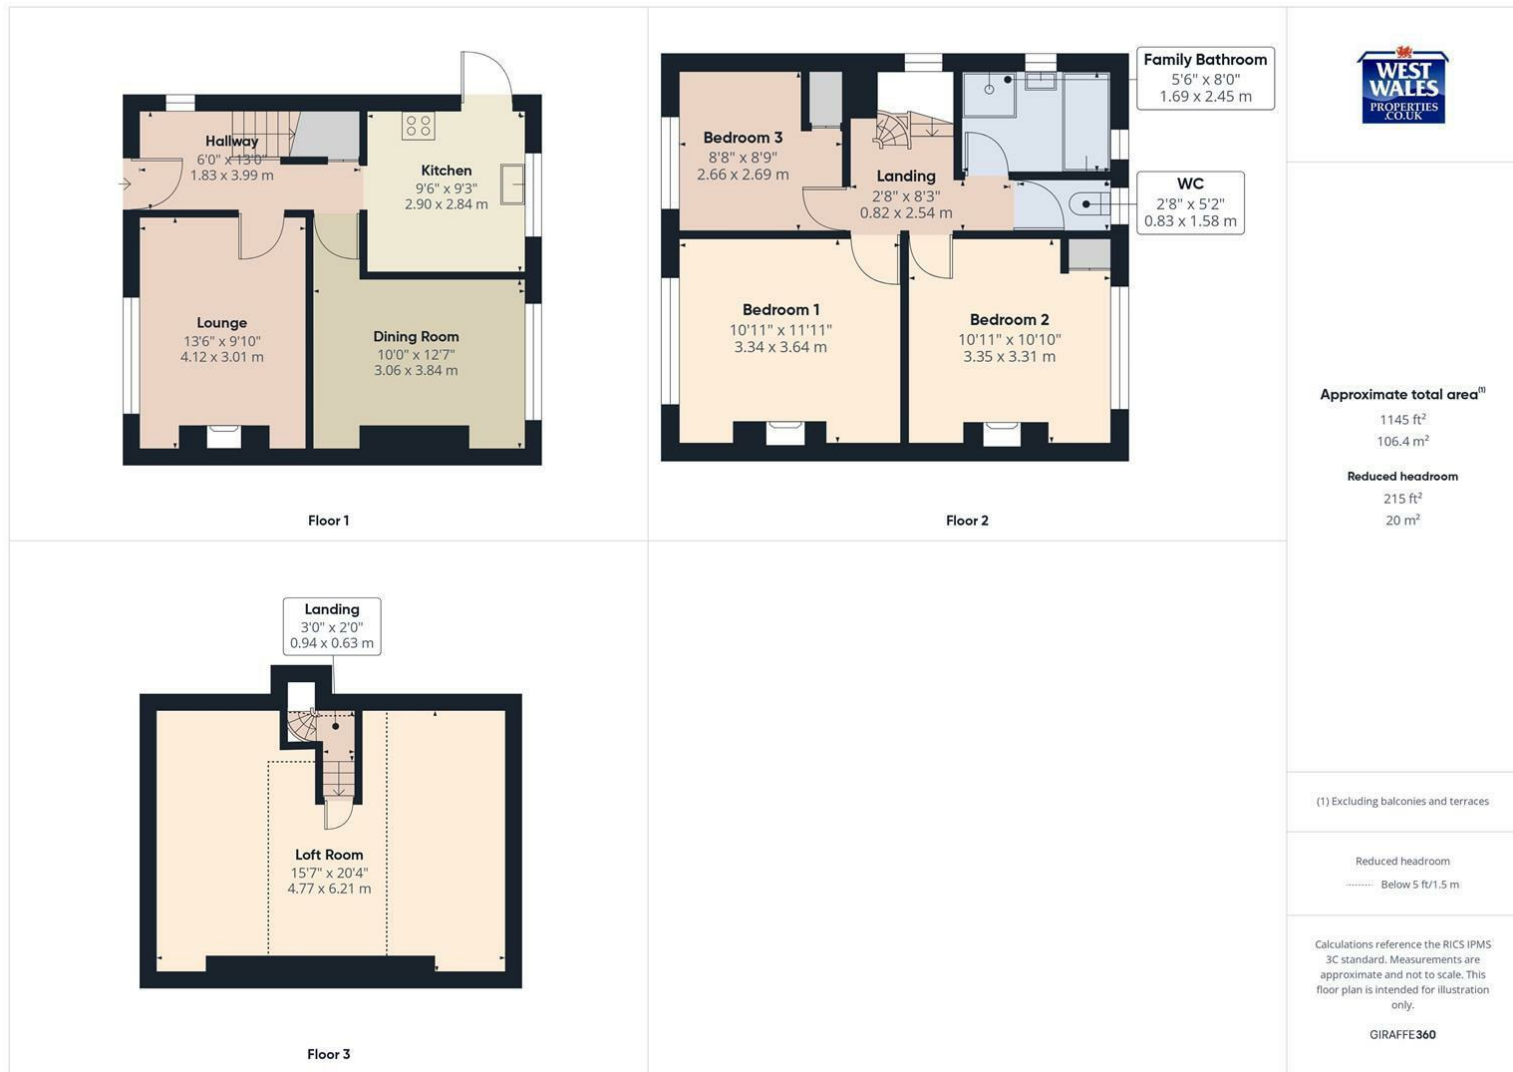 Hallway
6'0" x 13'0"
1.83 x 3.99 m
Kitchen
9'6" x 9'3"
2.90 x 2.84 m
Lounge
13'6" x 9'10"
4.12 x 3.01 m
Dining Room
10'0" x 12'7"
3.06 x 3.84 m
Floor 1
Family Bathroom
5'6" x 8'0"
1.69 x 2.45 m
Bedroom 3
8'8" x 8'9"
2.66 x 2.69 m
Landing
2'8" x 8'3"
0.82 x 2.54 m
WC
2'8" x 5'2"
0.83 x 1.58 m
Bedroom 1
10'11" x 11'11"
3.34 x 3.64 m
Bedroom 2
10'11" x 10'10"
3.35 x 3.31 m
Floor 2
Landing
3'0" x 2'0"
0.94 x 0.63 m
Loft Room
15'7" x 20'4"
4.77 x 6.21 m
Floor 3
WEST
WALES
PROPERTIES
.CO.UK
Approximate total area(1)
1145 ft²
106.4 m²
Reduced headroom
215 ft²
20 m²
(1) Excluding balconies and terraces
Reduced headroom
Below 5 ft/1.5 m
Calculations reference the RICS IPMS
3C standard. Measurements are
approximate and not to scale. This
floor plan is intended for illustration
only.
GIRAFFE360